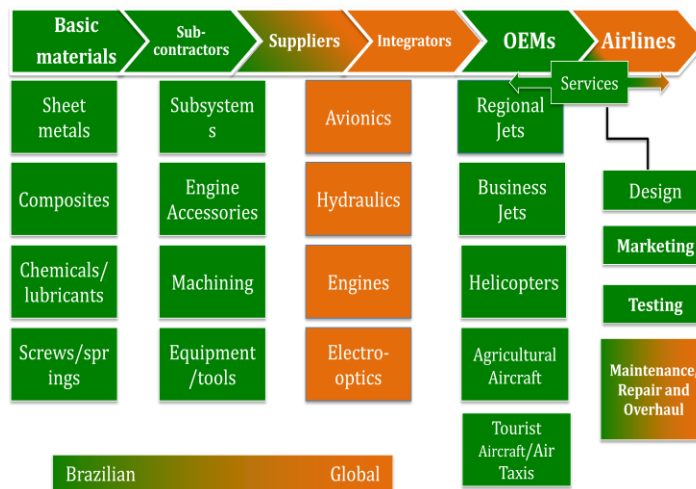 Basic
materials
Sub-
contractors
Suppliers
Integrators
OEMs
Airlines
Services
Sheet
metals
Composites
Chemicals/
lubricants
Screws/spr
ings
Subsystem
s
Engine
Accessories
Machining
Equipment
/tools
Avionics
Hydraulics
Engines
Electro-
optics
Regional
Jets
Business
Jets
Helicopters
Agricultural
Aircraft
Tourist
Aircraft/Air
Taxis
Design
Marketing
Testing
Maintenance,
Repair and
Overhaul
Brazilian Global